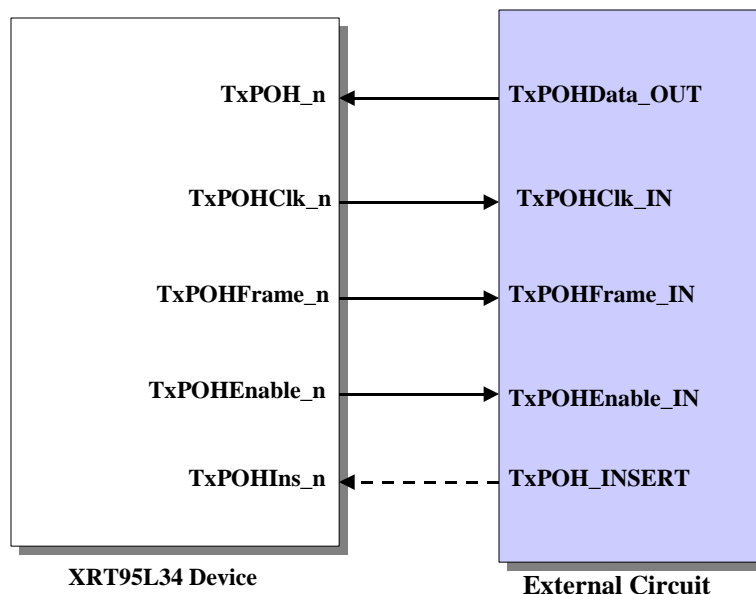 TxPOH_n
TxPOHData_OUT
TxPOHClk_n
TxPOHClk_IN
TxPOHFrame_n
TxPOHFrame_IN
TxPOHEnable_n
TxPOHEnable_IN
TxPOHIns_n
TxPOH_INSERT
XRT95L34 Device
External Circuit